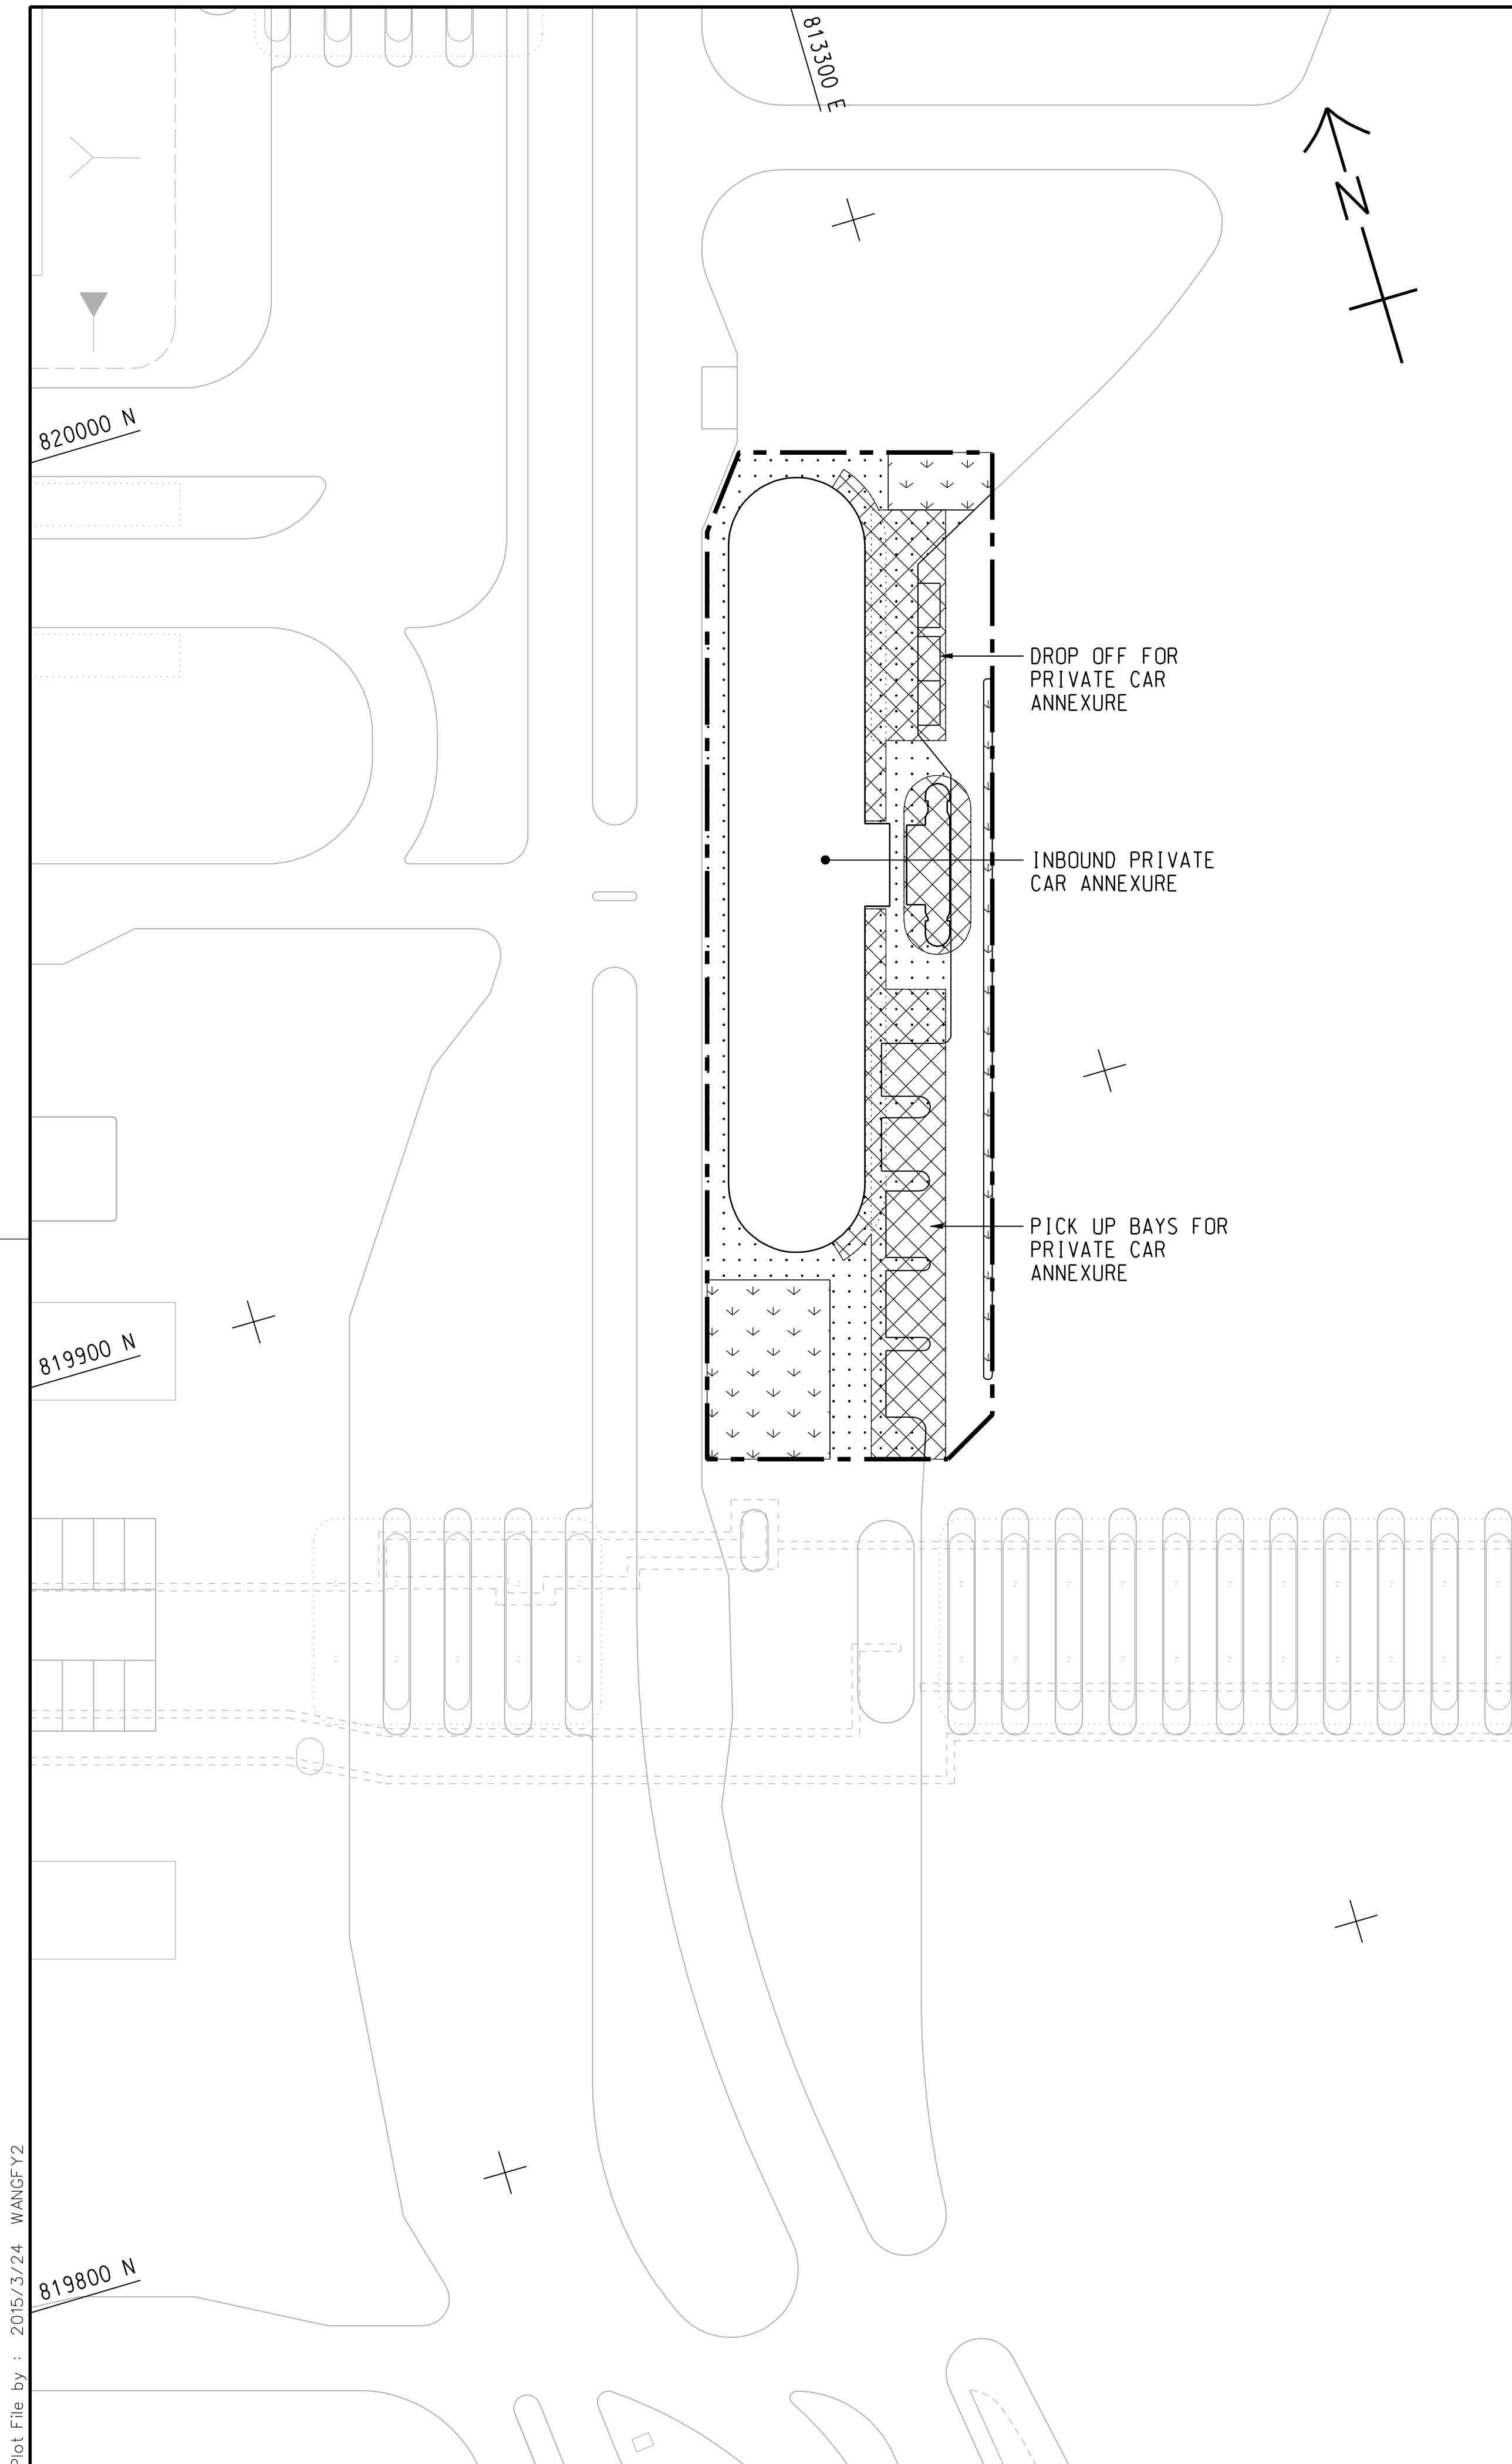 813300 E
N
820000 N
DROP OFF FOR
PRIVATE CAR
ANNEXURE
INBOUND PRIVATE
CAR ANNEXURE
PICK UP BAYS FOR
PRIVATE CAR
ANNEXURE
819900 N
819800 N
Plot File by : 2015/3/24 WANGFY2